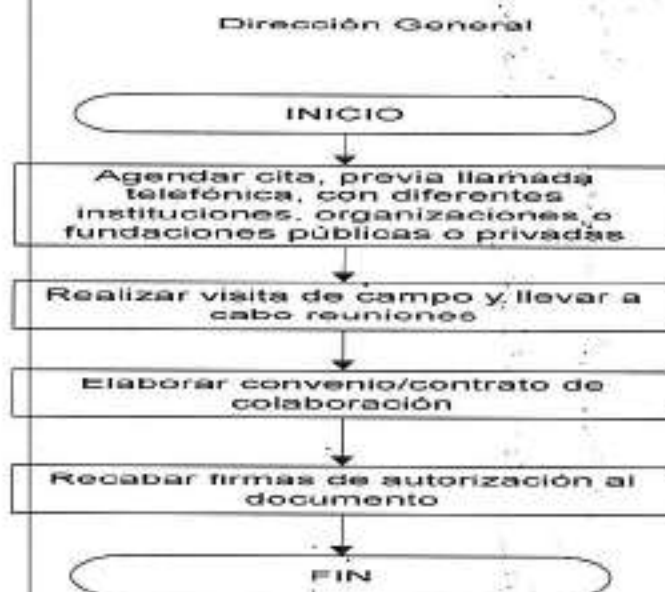 Dirección General
INICIO
Agendar cita, previa llamada
telefónica, con diferentes
instituciones, organizaciones o
fundaciones públicas o privadas
Realizar visita de campo y llevar a
cabo reuniones
Elaborar convenio/contrato de
colaboración
Recabar firmas de autorización al
documento
FIN